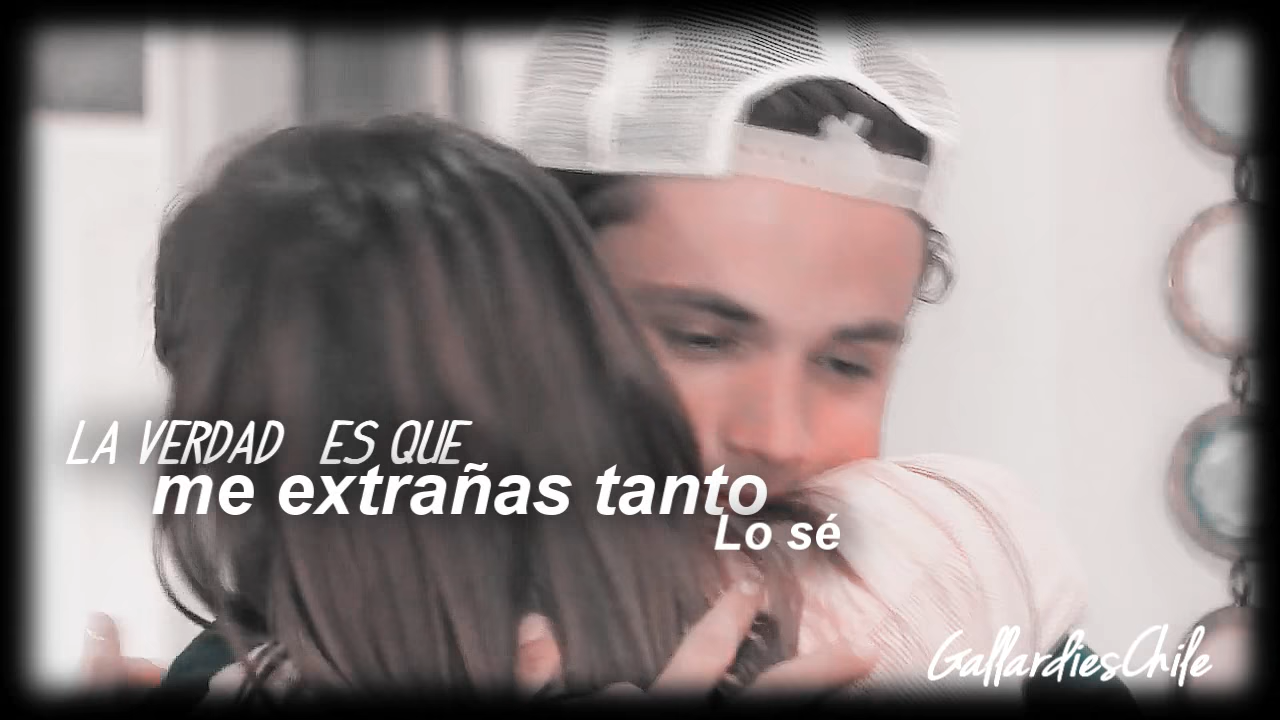 LA VERDAD ES QUE
me extrañas tanto
Lo sé
GallardiesChile